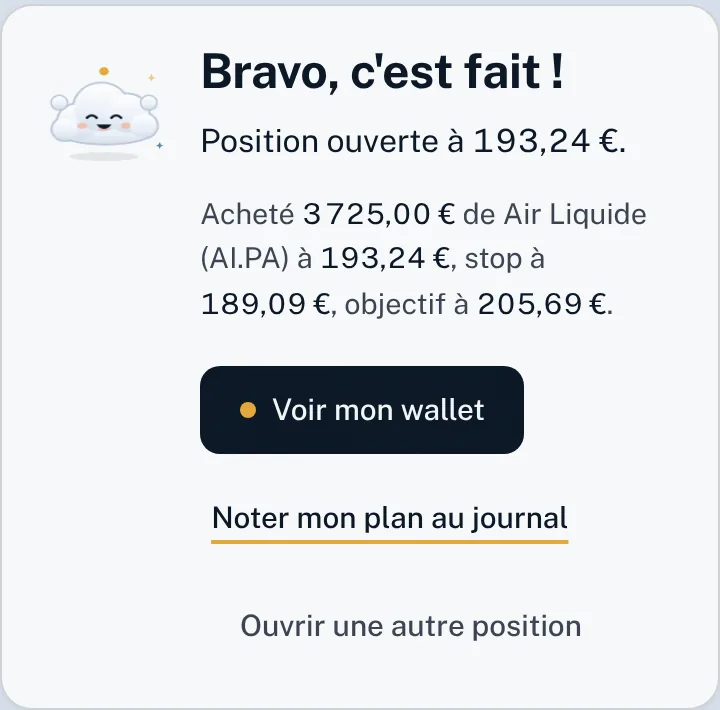 Bravo, c'est fait !
Position ouverte à 193,24 €.
Acheté 3 725,00 € de Air Liquide
(AI.PA) à 193,24 €, stop à
189,09 €, objectif à 205,69 €.
Voir mon wallet
Noter mon plan au journal
Ouvrir une autre position